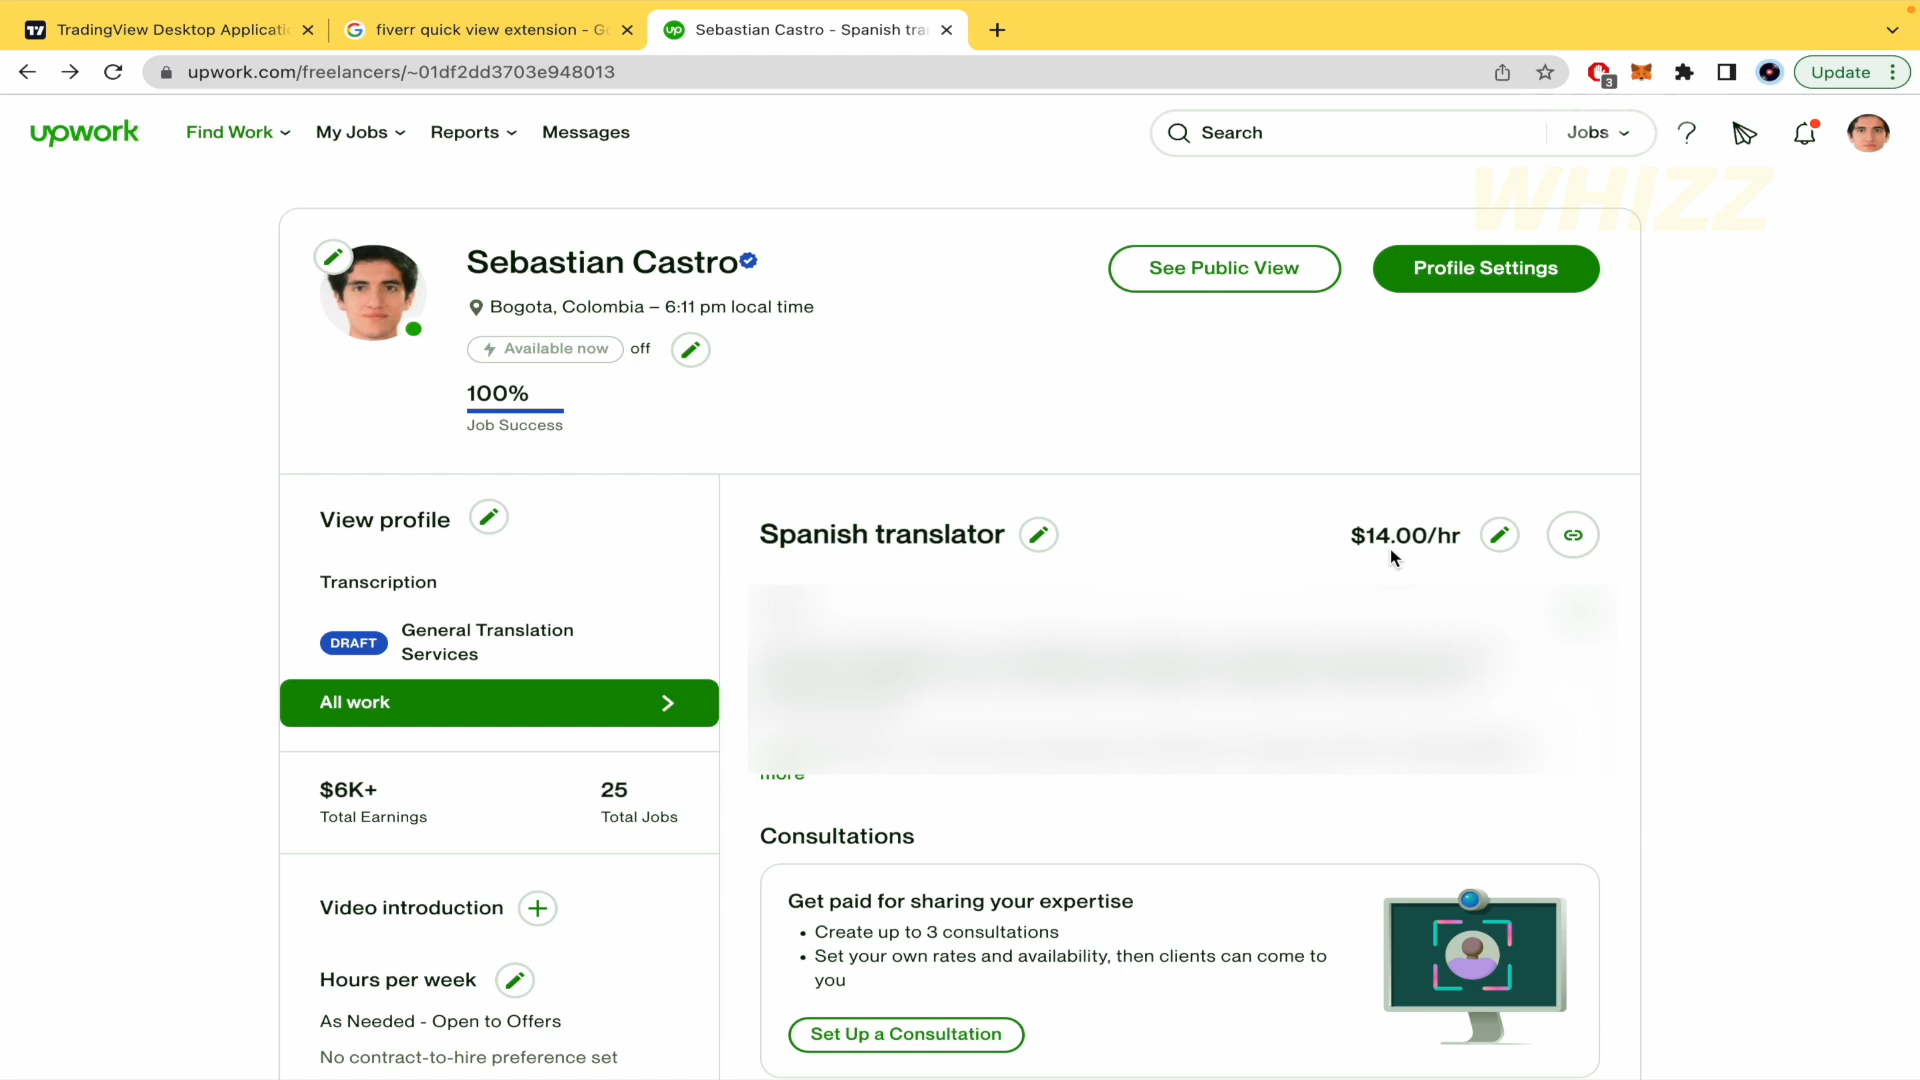 TradingView Desktop Applicati
fiverr quick view extension - Go
Sebastian Castro - Spanish tra
upwork.com/freelancers/~01df2dd3703e948013
3
Update
upwork
Find Work
My Jobs
Reports
Messages
Search
Jobs
WHIZZ
Sebastian Castro
Bogota, Colombia – 6:11 pm local time
Available now off
100%
Job Success
See Public View
Profile Settings
View profile
Transcription
DRAFT
General Translation
Services
All work
$6K+
Total Earnings
25
Total Jobs
Video introduction
Hours per week
As Needed - Open to Offers
No contract-to-hire preference set
Spanish translator
$14.00/hr
more
Consultations
Get paid for sharing your expertise
• Create up to 3 consultations
• Set your own rates and availability, then clients can come to
you
Set Up a Consultation